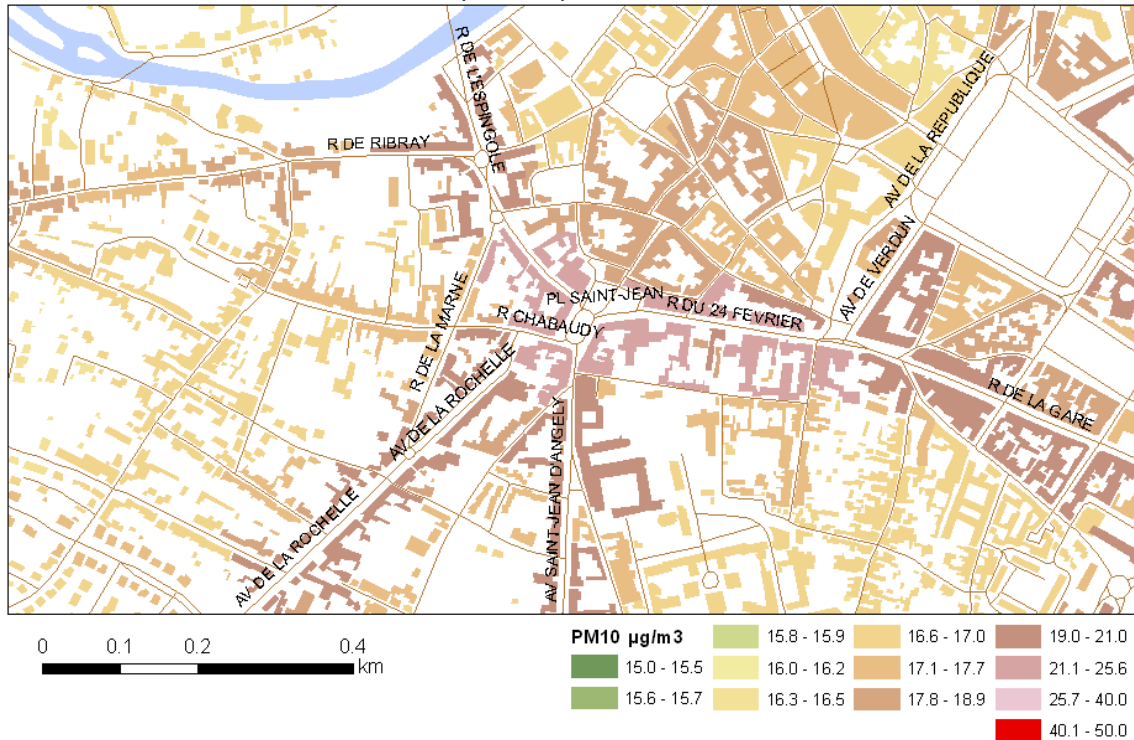 R DE L'ESPINGOLE
R DE RIBRAY
AV DE LA REPUBLIQUE
AV DE VERDUN
PL SAINT-JEAN
R DU 24 FEVRIER
R CHABAUDY
R DE LA MARNE
AV DE LA ROCHELLE
R DE LA GARE
AV SAINT-JEAN D'ANGELY
AV DE LA ROCHELLE
0 0.1 0.2 0.4
km
PM10 µg/m3
15.0 - 15.5
15.6 - 15.7
15.8 - 15.9
16.0 - 16.2
16.3 - 16.5
16.6 - 17.0
17.1 - 17.7
17.8 - 18.9
19.0 - 21.0
21.1 - 25.6
25.7 - 40.0
40.1 - 50.0